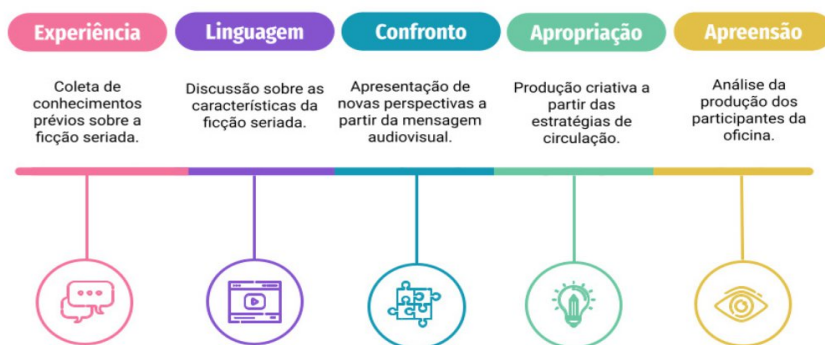 Experiência
Coleta de
conhecimentos
prévios sobre a
ficção seriada.
Linguagem
Discussão sobre as
características da
ficção seriada.
Confronto
Apresentação de
novas perspectivas a
partir da mensagem
audiovisual.
Apropriação
Produção criativa a
partir das
estratégias de
circulação.
Apreensão
Análise da
produção dos
participantes da
oficina.